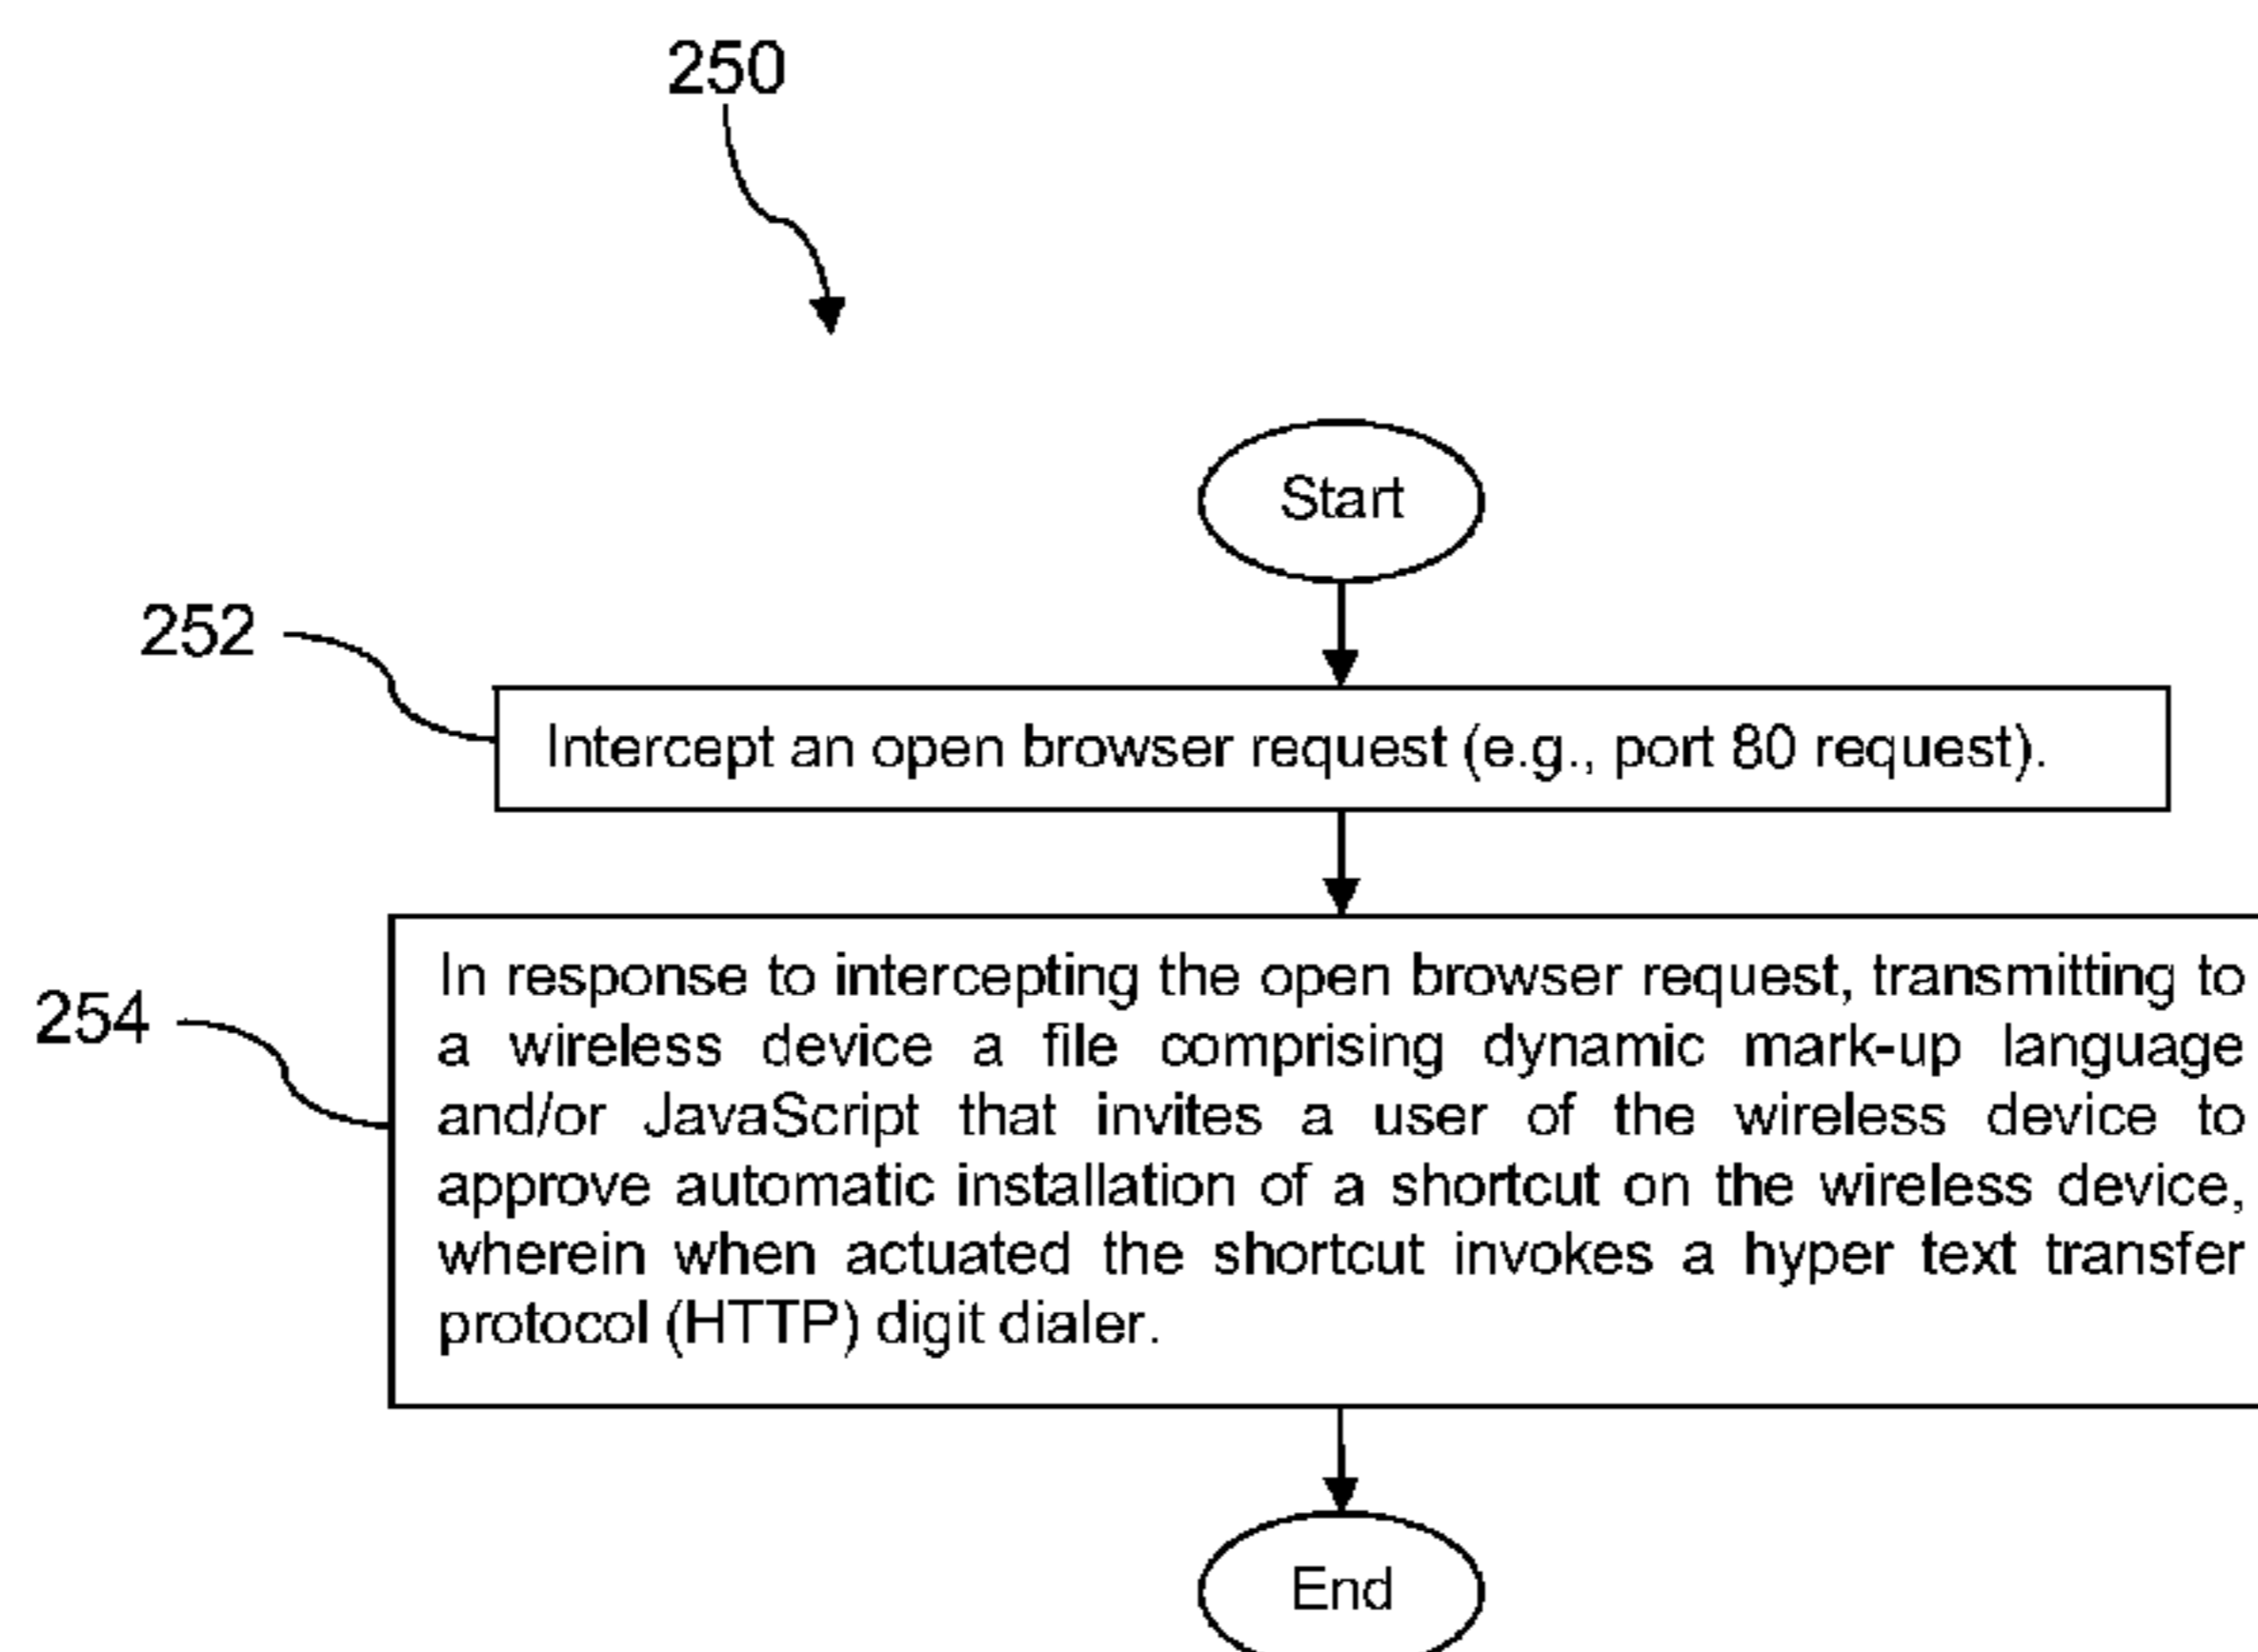 250
Start
252
Intercept an open browser request (e.g., port 80 request).
254
In response to intercepting the open browser request, transmitting to
a wireless device a file comprising dynamic mark-up language
and/or JavaScript that invites a user of the wireless device to
approve automatic installation of a shortcut on the wireless device,
wherein when actuated the shortcut invokes a hyper text transfer
protocol (HTTP) digit dialer.
End